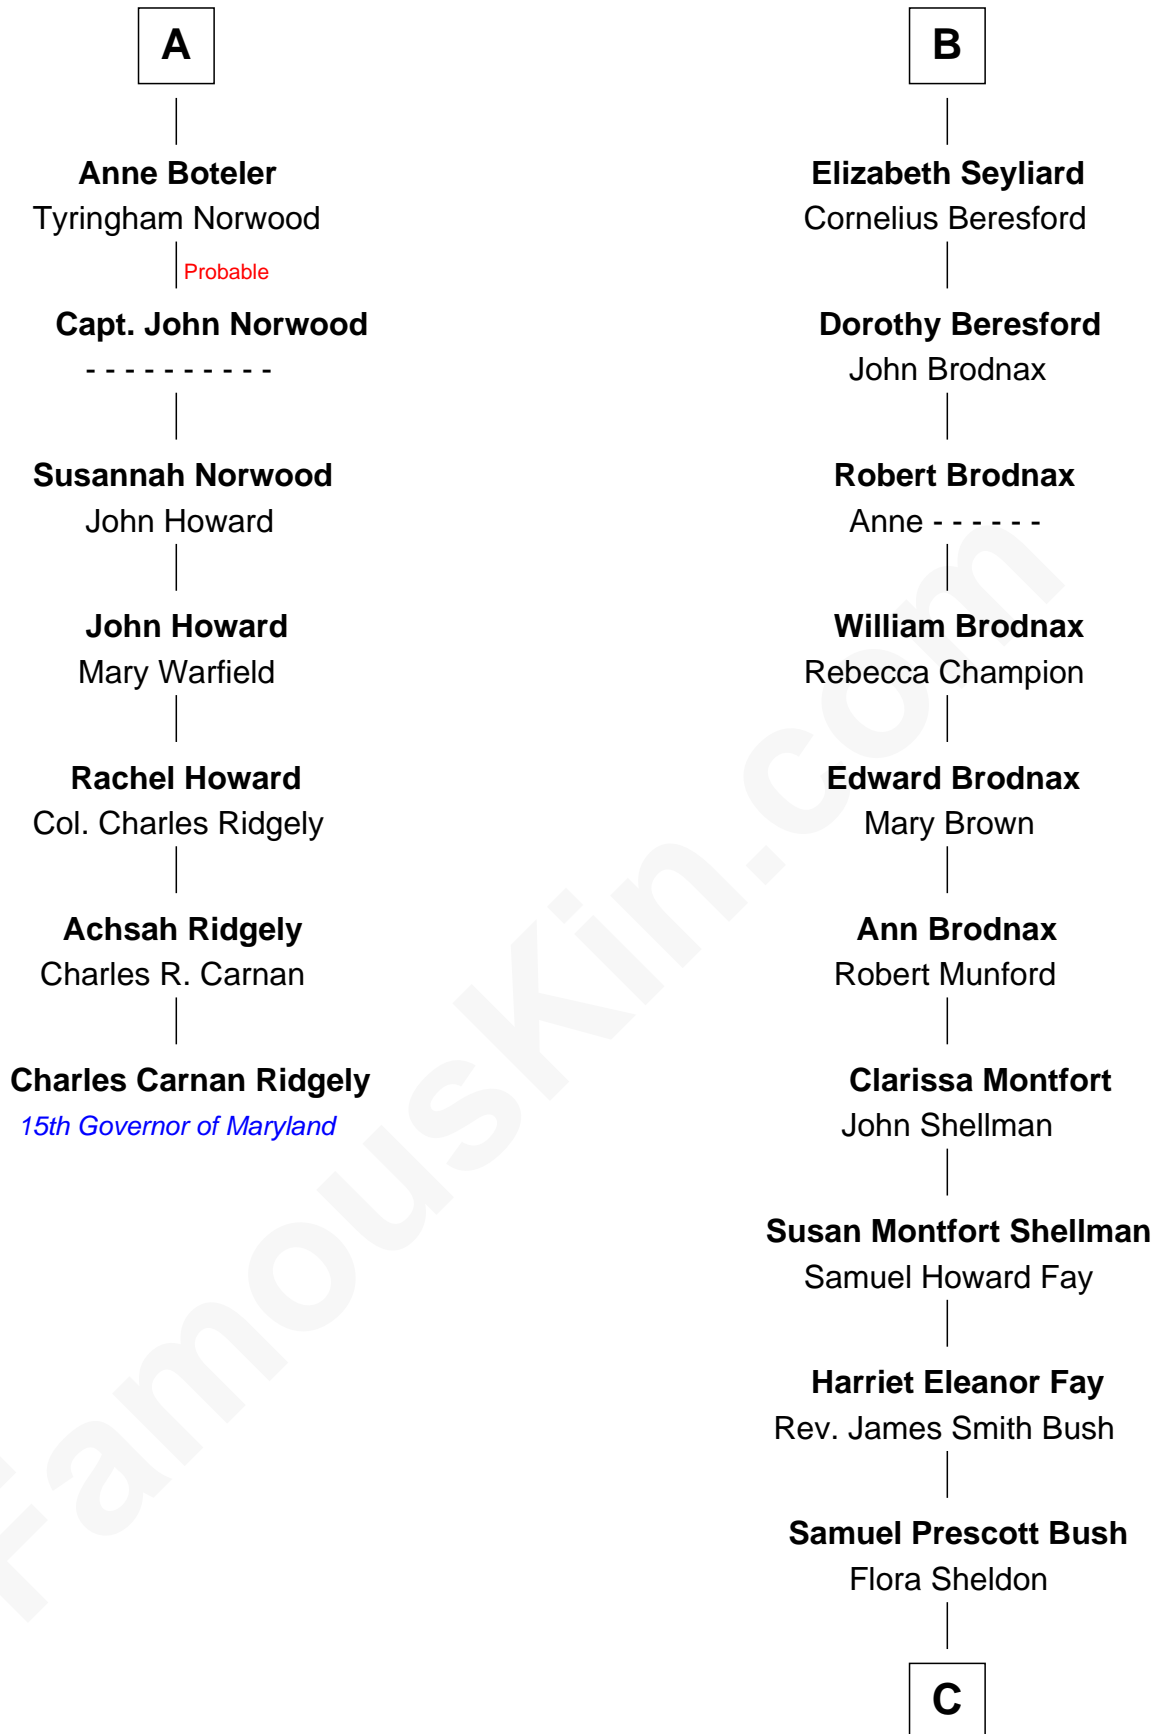 A
Anne Boteler
Tyringham Norwood
Probable
Capt. John Norwood
- - - - - - - - - -
Susannah Norwood
John Howard
John Howard
Mary Warfield
Rachel Howard
Col. Charles Ridgely
Achsah Ridgely
Charles R. Carnan
Charles Carnan Ridgely
15th Governor of Maryland
B
Elizabeth Seyliard
Cornelius Beresford
Dorothy Beresford
John Brodnax
Robert Brodnax
Anne - - - - - -
William Brodnax
Rebecca Champion
Edward Brodnax
Mary Brown
Ann Brodnax
Robert Munford
Clarissa Montfort
John Shellman
Susan Montfort Shellman
Samuel Howard Fay
Harriet Eleanor Fay
Rev. James Smith Bush
Samuel Prescott Bush
Flora Sheldon
C
FamousKin.com